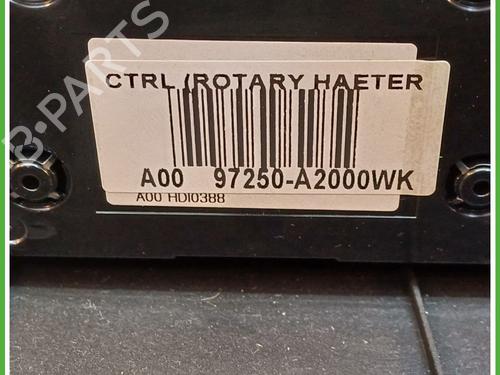 CTRL (ROTARY HAETER
A00 97250-A2000WK
A00 HDI0388
B-PARTS